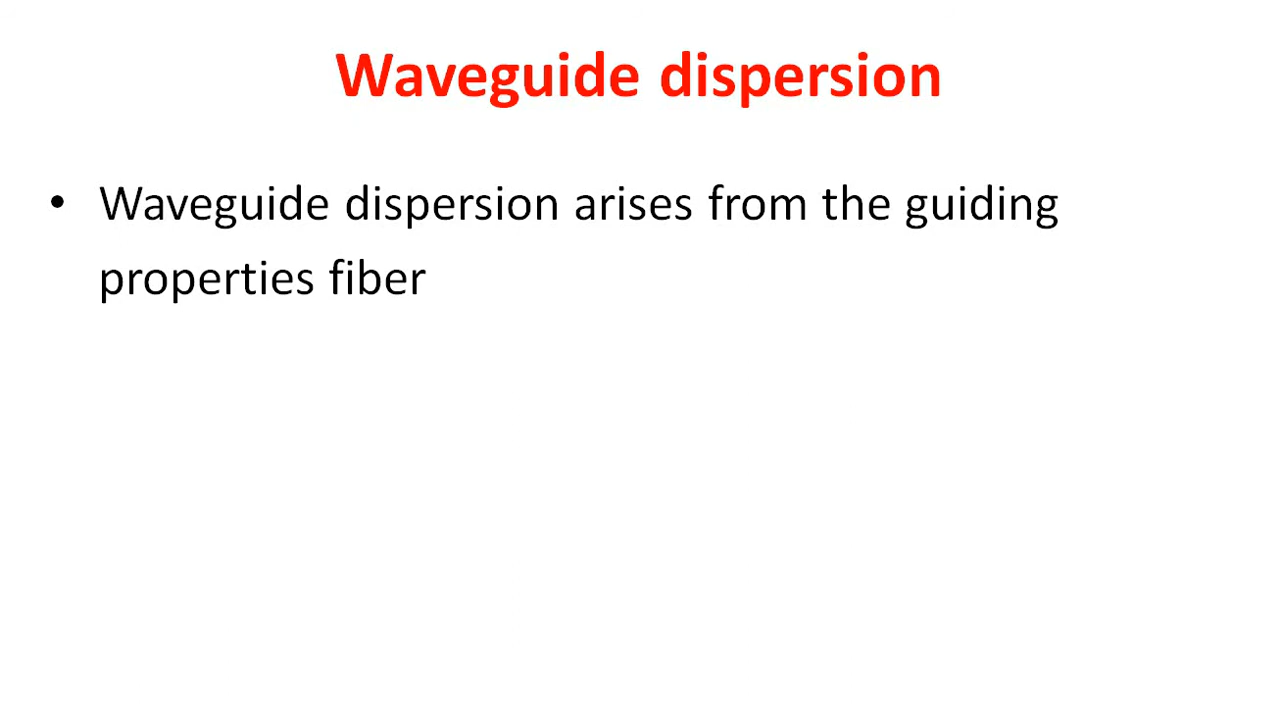 Waveguide dispersion
• Waveguide dispersion arises from the guiding
properties fiber